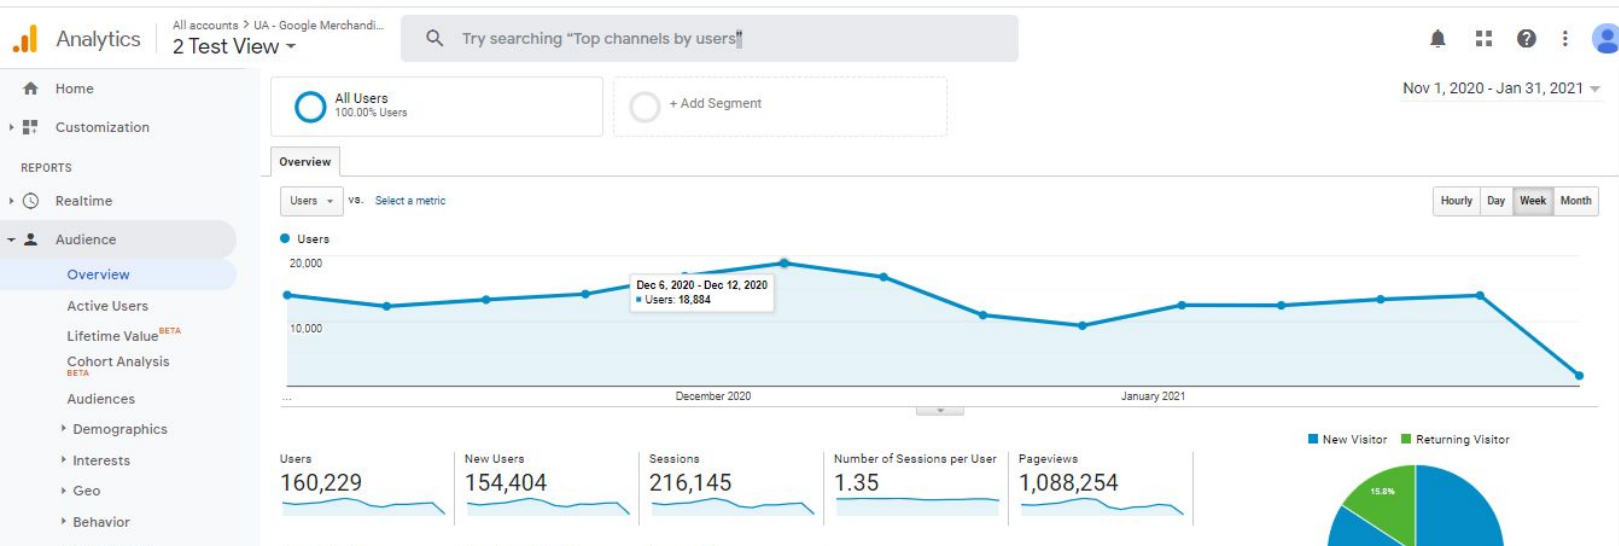 All accounts > UA - Google Merchandi...
Analytics
2 Test View
Try searching "Top channels by users"
Home
Customization
REPORTS
Realtime
Audience
Overview
Active Users
Lifetime Value BETA
Cohort Analysis
BETA
Audiences
Demographics
Interests
Geo
Behavior
All Users
100.00% Users
+ Add Segment
Nov 1, 2020 - Jan 31, 2021
Overview
Users vs. Select a metric
Hourly Day Week Month
Users
20,000
10,000
Dec 6, 2020 - Dec 12, 2020
Users: 18,884
... December 2020 January 2021
New Visitor Returning Visitor
Users
160,229
New Users
154,404
Sessions
216,145
Number of Sessions per User
1.35
Pageviews
1,088,254
15.8%